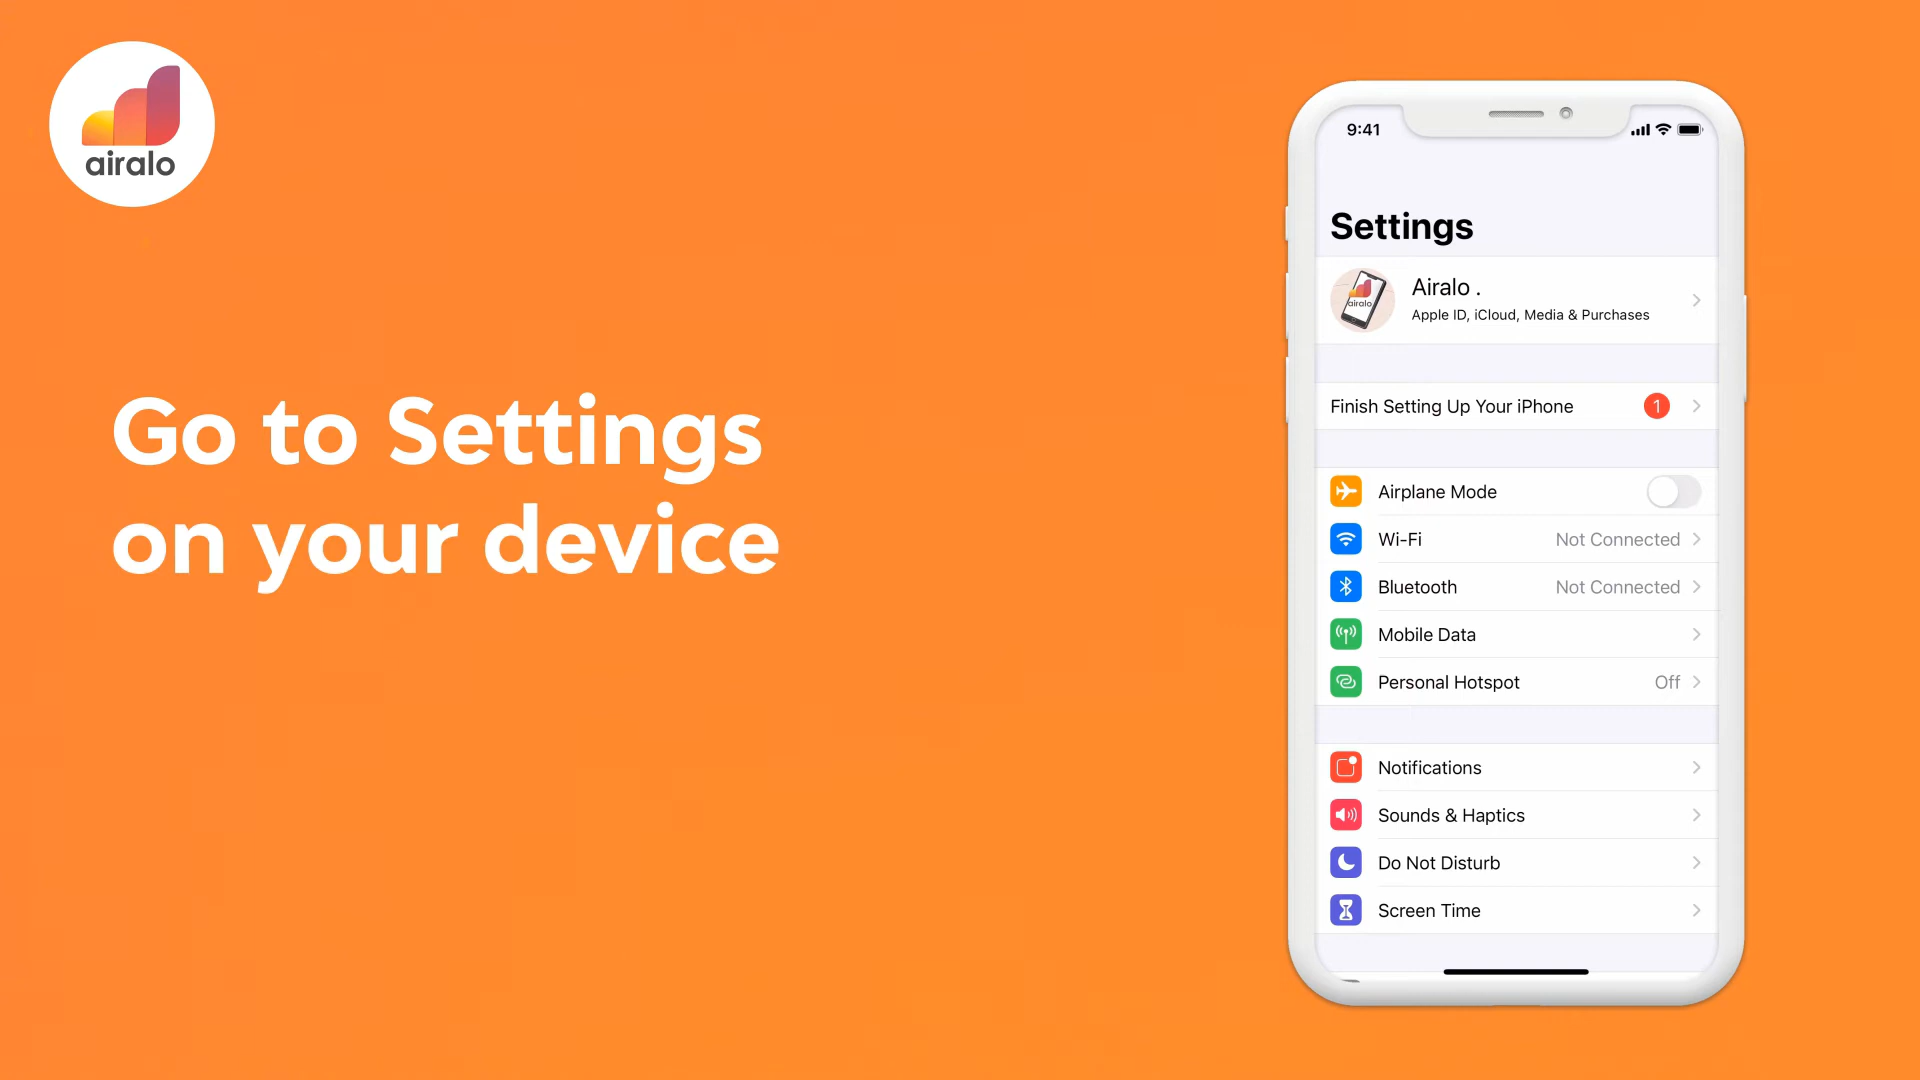 airalo
Go to Settings
on your device
9:41
Settings
airalo
Airalo .
Apple ID, iCloud, Media & Purchases
Finish Setting Up Your iPhone 1
Airplane Mode
Wi-Fi Not Connected
Bluetooth Not Connected
Mobile Data
Personal Hotspot Off
Notifications
Sounds & Haptics
Do Not Disturb
Screen Time